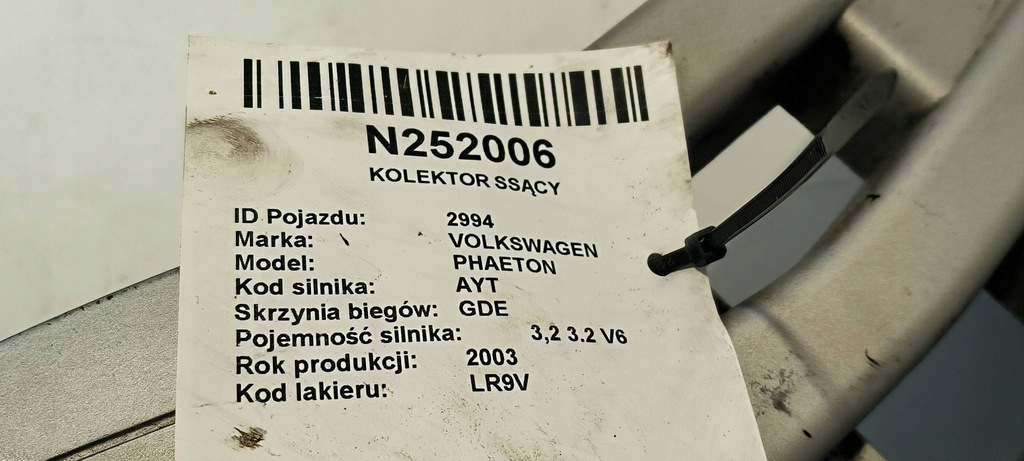 N252006
KOLEKTOR SSĄCY
ID Pojazdu: 2994
Marka: VOLKSWAGEN
Model: PHAETON
Kod silnika: AYT
Skrzynia biegów: GDE
Pojemność silnika: 3,2 3.2 V6
Rok produkcji: 2003
Kod lakieru: LR9V